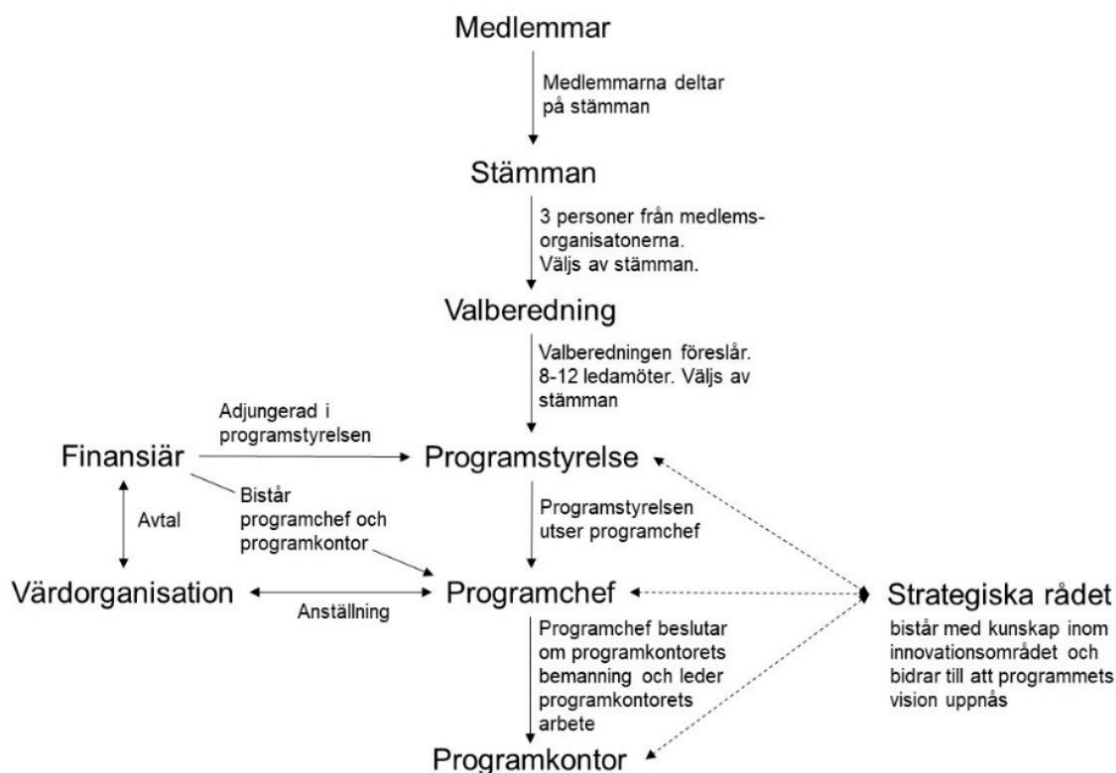 Medlemmar
Medlemmarna deltar
på stämman
Stämman
3 personer från medlems-
organisatonerna.
Väljs av stämman.
Valberedning
Valberedningen föreslår.
8-12 ledamöter. Väljs av
stämman
Adjungerad i
programstyrelsen
Finansiär
Programstyrelse
Bistår
programchef och
programkontor
Avtal
Programstyrelsen
utser programchef
Värdorganisation
Anställning
Programchef
Strategiska rådet
bistår med kunskap inom
innovationsområdet och
bidrar till att programmets
vision uppnås
Programchef beslutar
om programkontorets
bemanning och leder
programkontorets
arbete
Programkontor